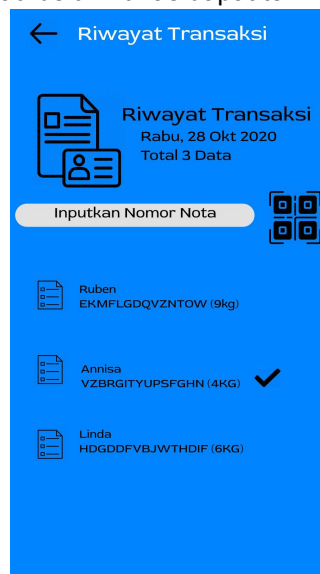 Riwayat Transaksi
Riwayat Transaksi
Rabu, 28 Okt 2020
Total 3 Data
Inputkan Nomor Nota
Ruben
EKMFLGDQVZNTOW (9kg)
Annisa
VZBRGITYUPSFGHN (4KG)
Linda
HDGDDFVBJWTHDIF (6KG)